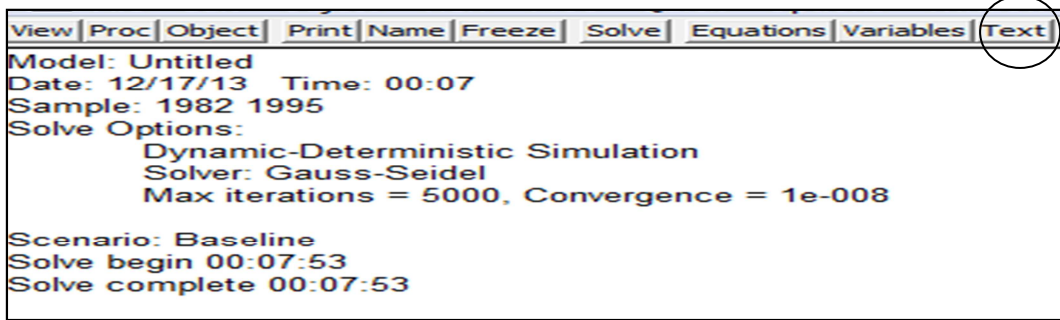 View Proc Object Print Name Freeze Solve Equations Variables Text
Model: Untitled
Date: 12/17/13 Time: 00:07
Sample: 1982 1995
Solve Options:
Dynamic-Deterministic Simulation
Solver: Gauss-Seidel
Max iterations = 5000, Convergence = 1e-008
Scenario: Baseline
Solve begin 00:07:53
Solve complete 00:07:53